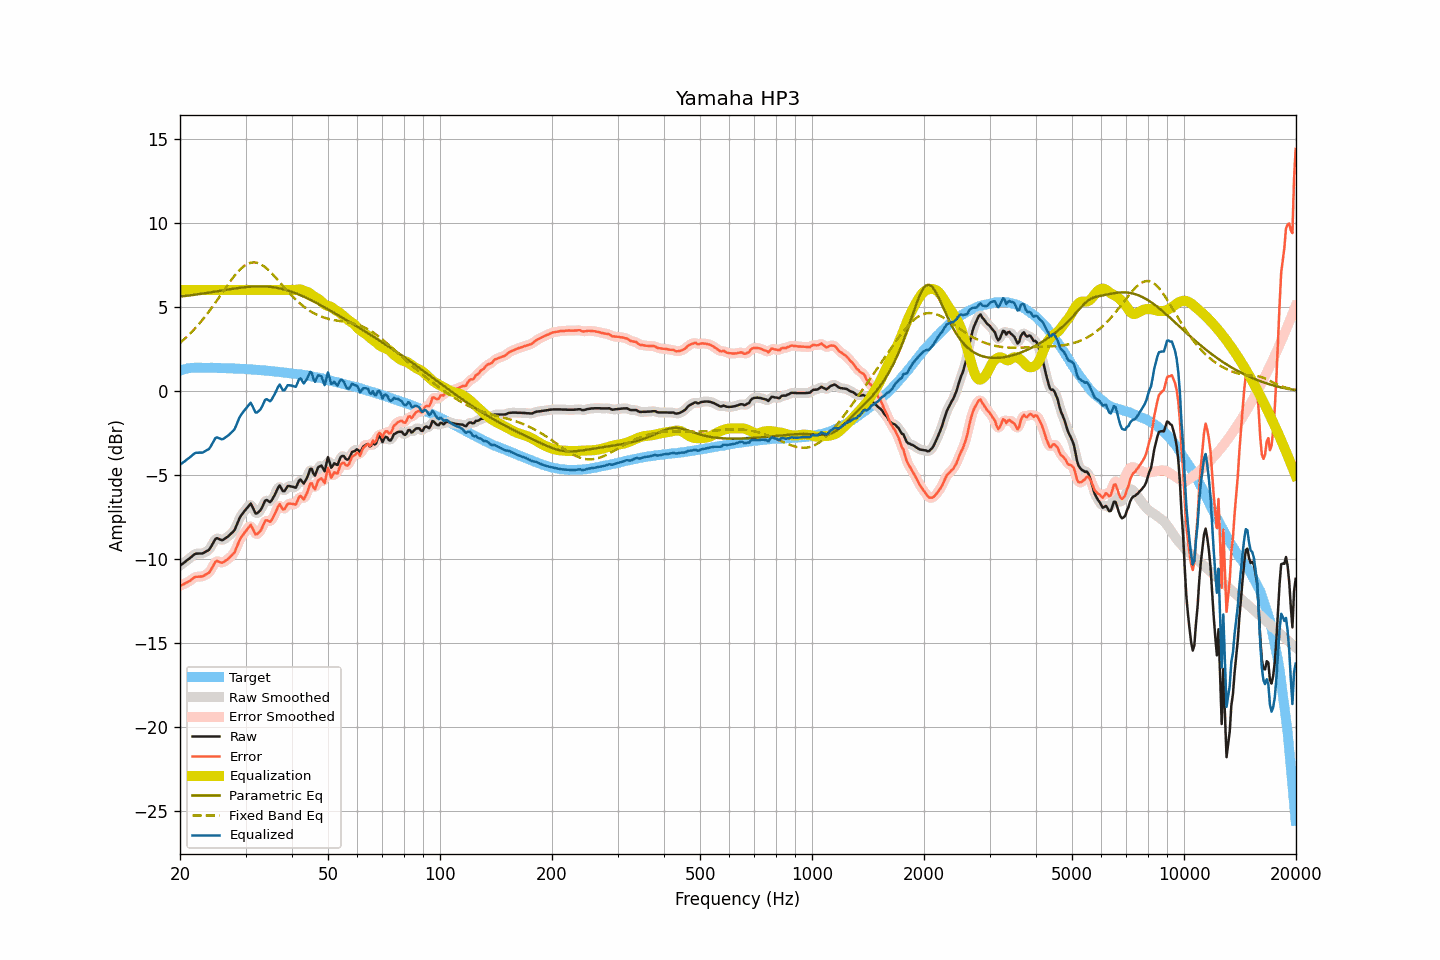 Yamaha HP3
15
10
5
0
−5
−10
−15
−20
−25
Amplitude (dBr)
Target
Raw Smoothed
Error Smoothed
Raw
Error
Equalization
Parametric Eq
Fixed Band Eq
Equalized
20 50 100 200 500 1000 2000 5000 10000 20000
Frequency (Hz)